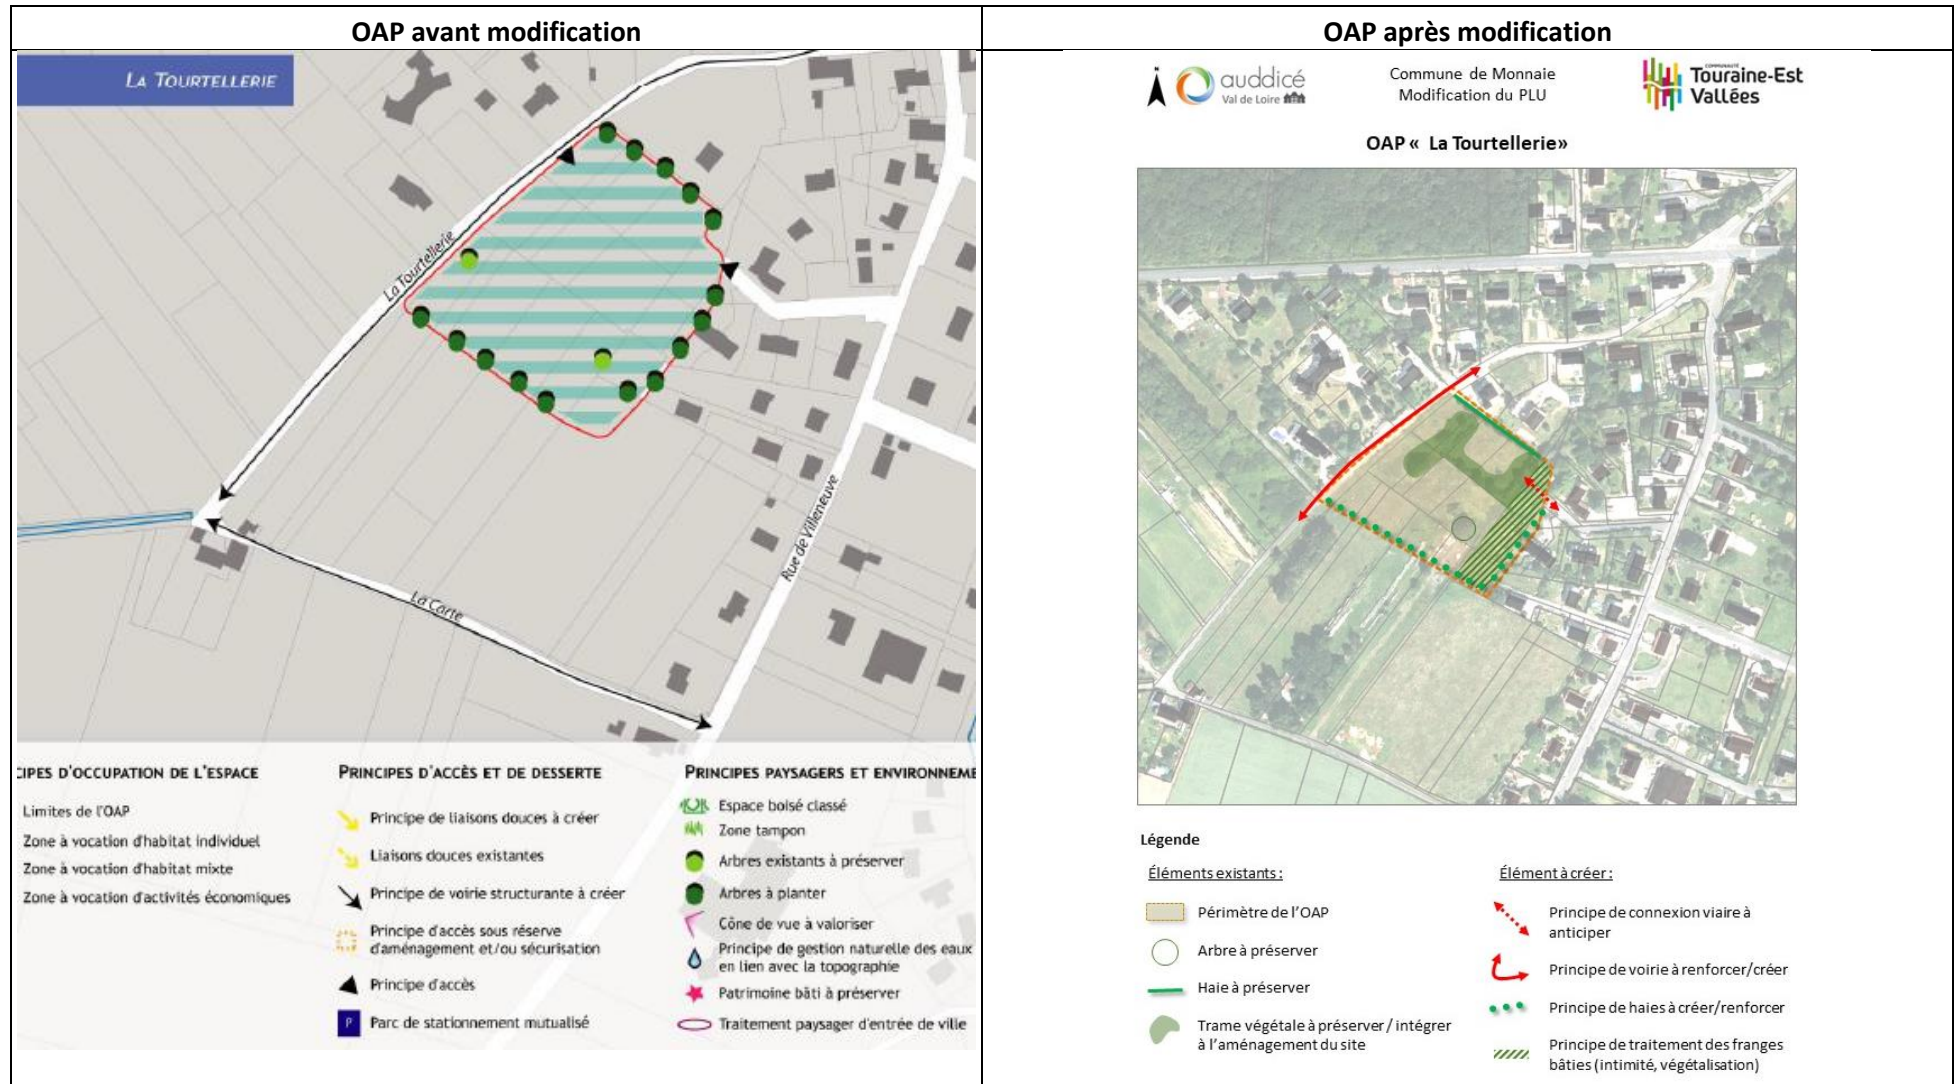 OAP avant modification
LA TOURTELLERIE
La Tourtellerie
La Carte
Rue de Villeneuve
CIPES D'OCCUPATION DE L'ESPACE
Limites de l'OAP
Zone à vocation d'habitat individuel
Zone à vocation d'habitat mixte
Zone à vocation d'activités économiques
PRINCIPES D'ACCÈS ET DE DESSERTE
Principe de liaisons douces à créer
Liaisons douces existantes
Principe de voirie structurante à créer
Principe d'accès sous réserve
d'aménagement et/ou sécurisation
Principe d'accès
P
Parc de stationnement mutualisé
PRINCIPES PAYSAGERS ET ENVIRONNEME
Espace boisé classé
Zone tampon
Arbres existants à préserver
Arbres à planter
Cône de vue à valoriser
Principe de gestion naturelle des eaux
en lien avec la topographie
Patrimoine bâti à préserver
Traitement paysager d'entrée de ville
OAP après modification
auddicé
Val de Loire
Commune de Monnaie
Modification du PLU
COMMUNAUTÉ
Touraine-Est
Vallées
OAP « La Tourtellerie»
Légende
Éléments existants :
Périmètre de l'OAP
Arbre à préserver
Haie à préserver
Trame végétale à préserver / intégrer
à l'aménagement du site
Élément à créer :
Principe de connexion viaire à
anticiper
Principe de voirie à renforcer/créer
Principe de haies à créer/renforcer
Principe de traitement des franges
bâties (intimité, végétalisation)